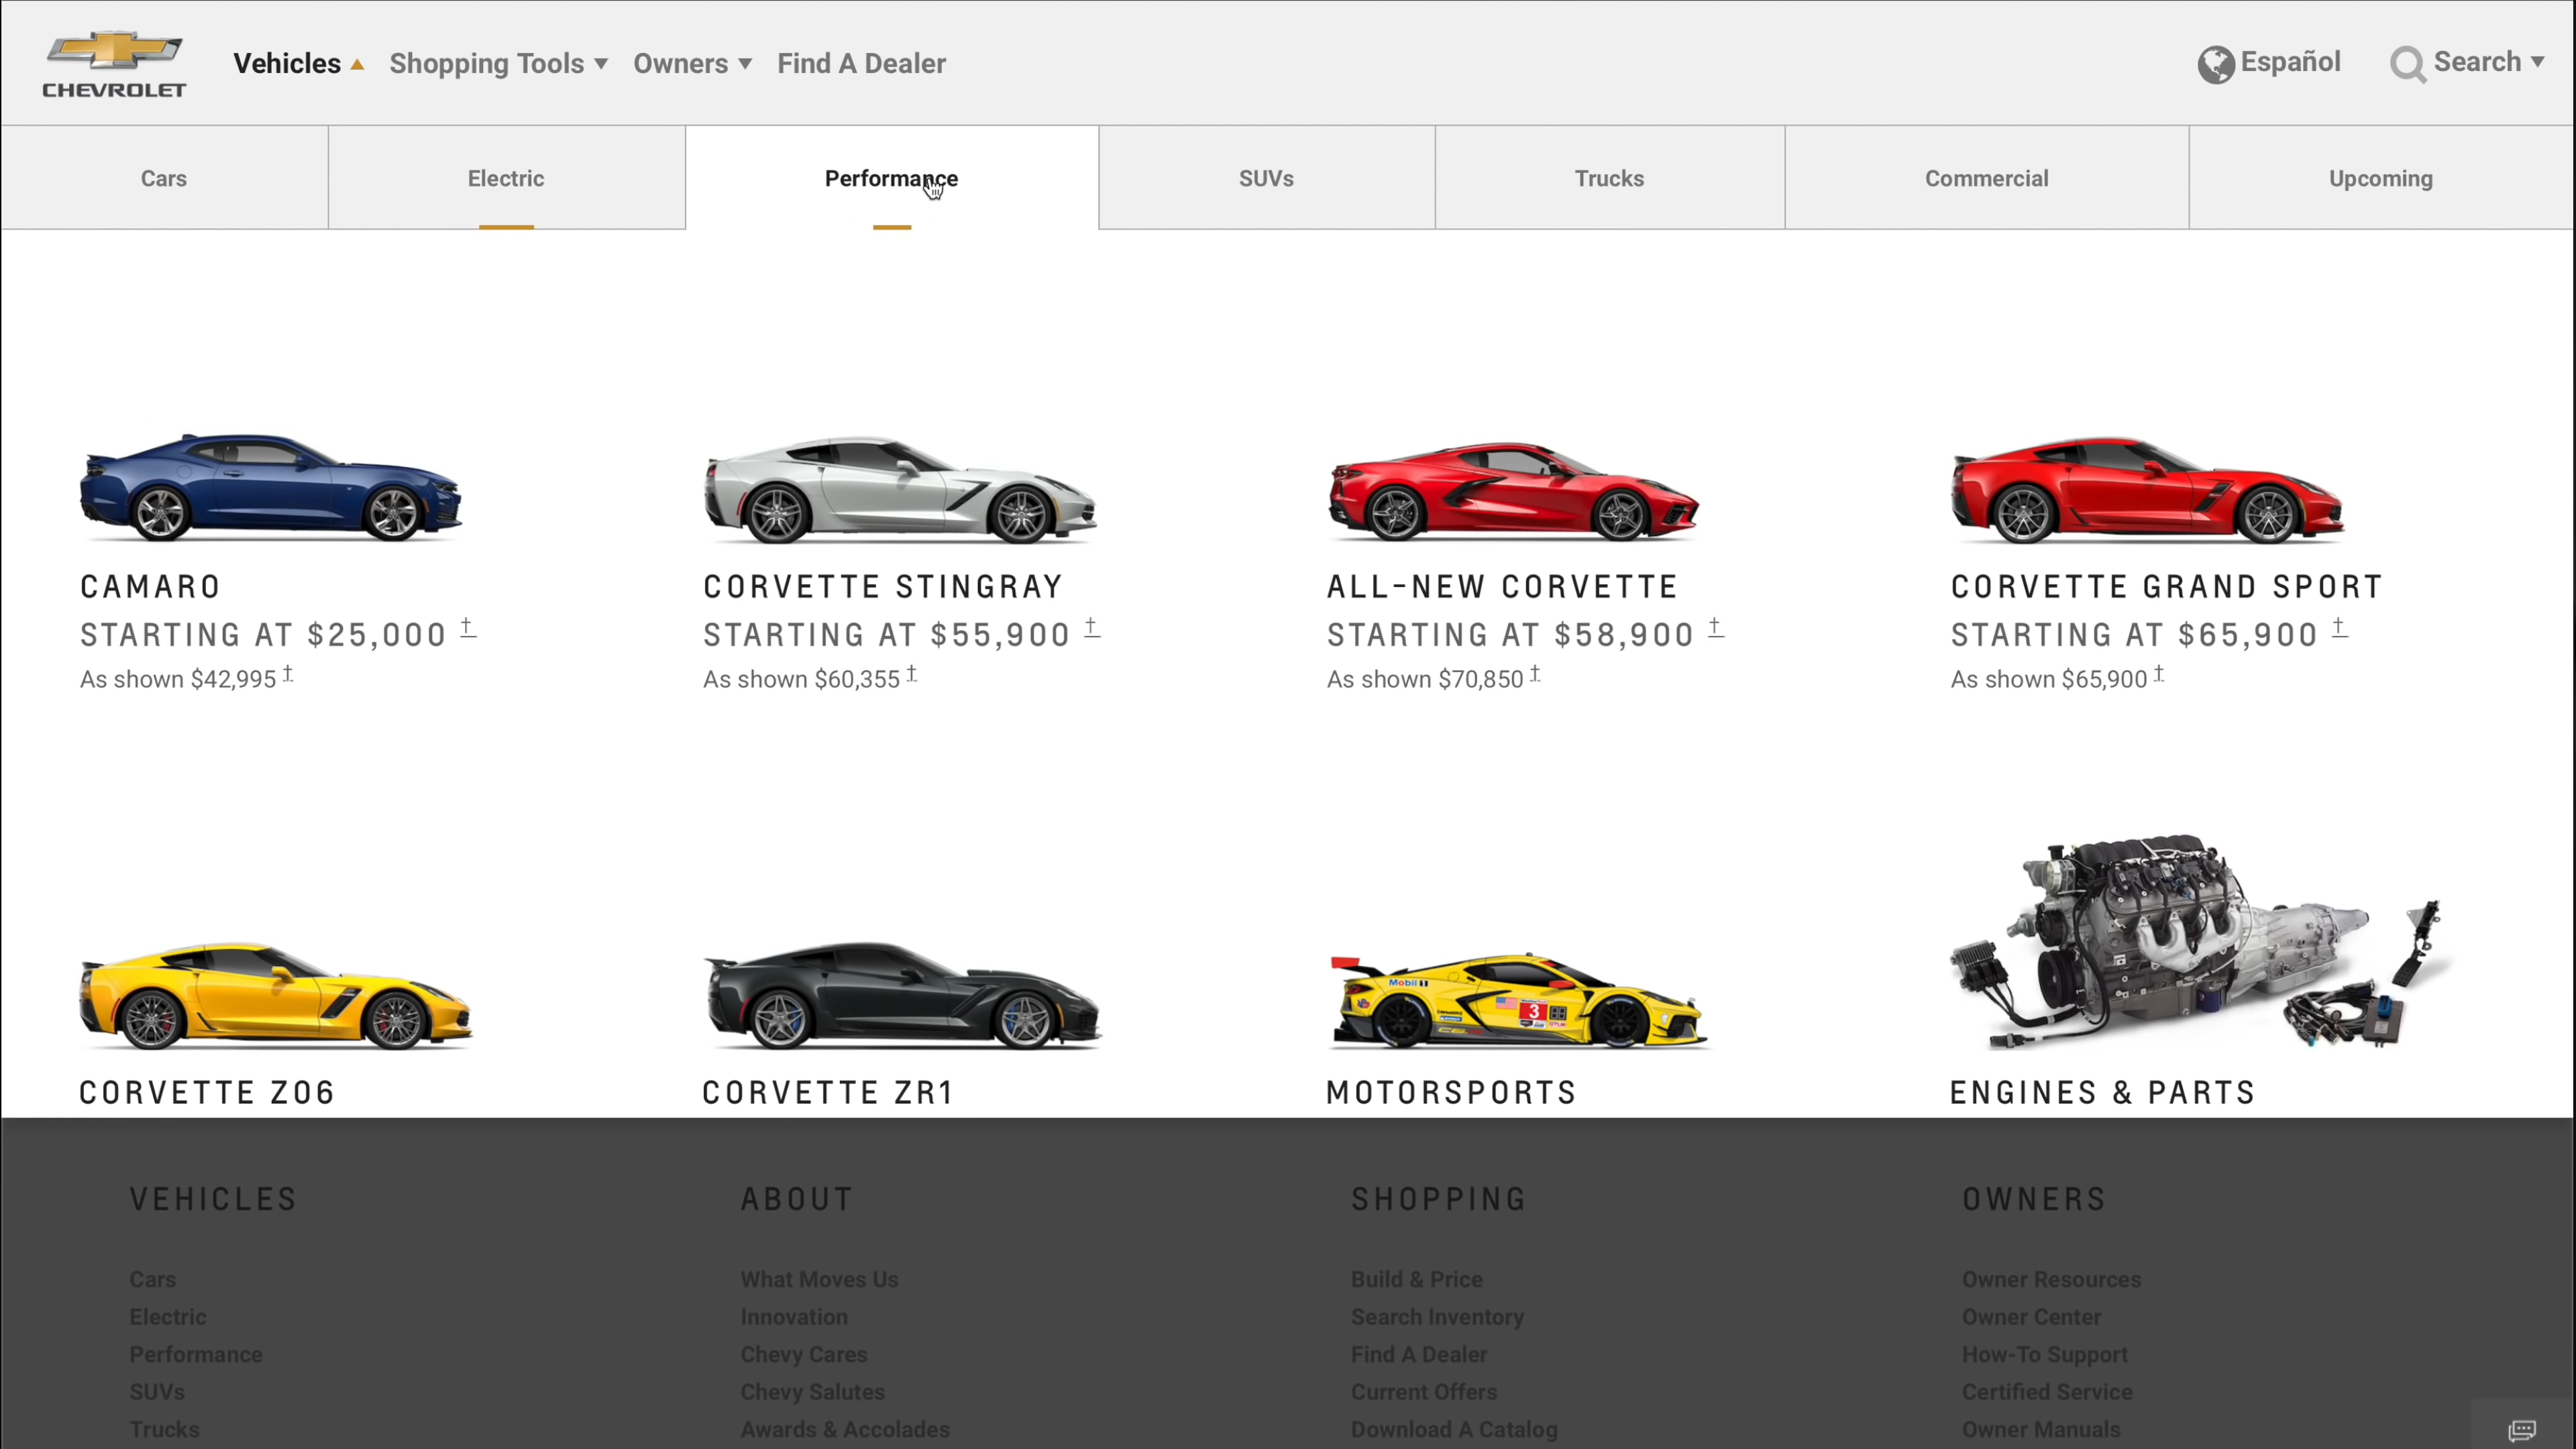 CHEVROLET
Vehicles Shopping Tools Owners Find A Dealer Español Search
Cars Electric Performance SUVs Trucks Commercial Upcoming
CAMARO
STARTING AT $25,000 †
As shown $42,995 †
CORVETTE STINGRAY
STARTING AT $55,900 †
As shown $60,355 †
ALL-NEW CORVETTE
STARTING AT $58,900 †
As shown $70,850 †
CORVETTE GRAND SPORT
STARTING AT $65,900 †
As shown $65,900 †
CORVETTE Z06
CORVETTE ZR1
Mobil 1
3
MOTORSPORTS
ENGINES & PARTS
VEHICLES
Cars
Electric
Performance
SUVs
Trucks
ABOUT
What Moves Us
Innovation
Chevy Cares
Chevy Salutes
Awards & Accolades
SHOPPING
Build & Price
Search Inventory
Find A Dealer
Current Offers
Download A Catalog
OWNERS
Owner Resources
Owner Center
How-To Support
Certified Service
Owner Manuals